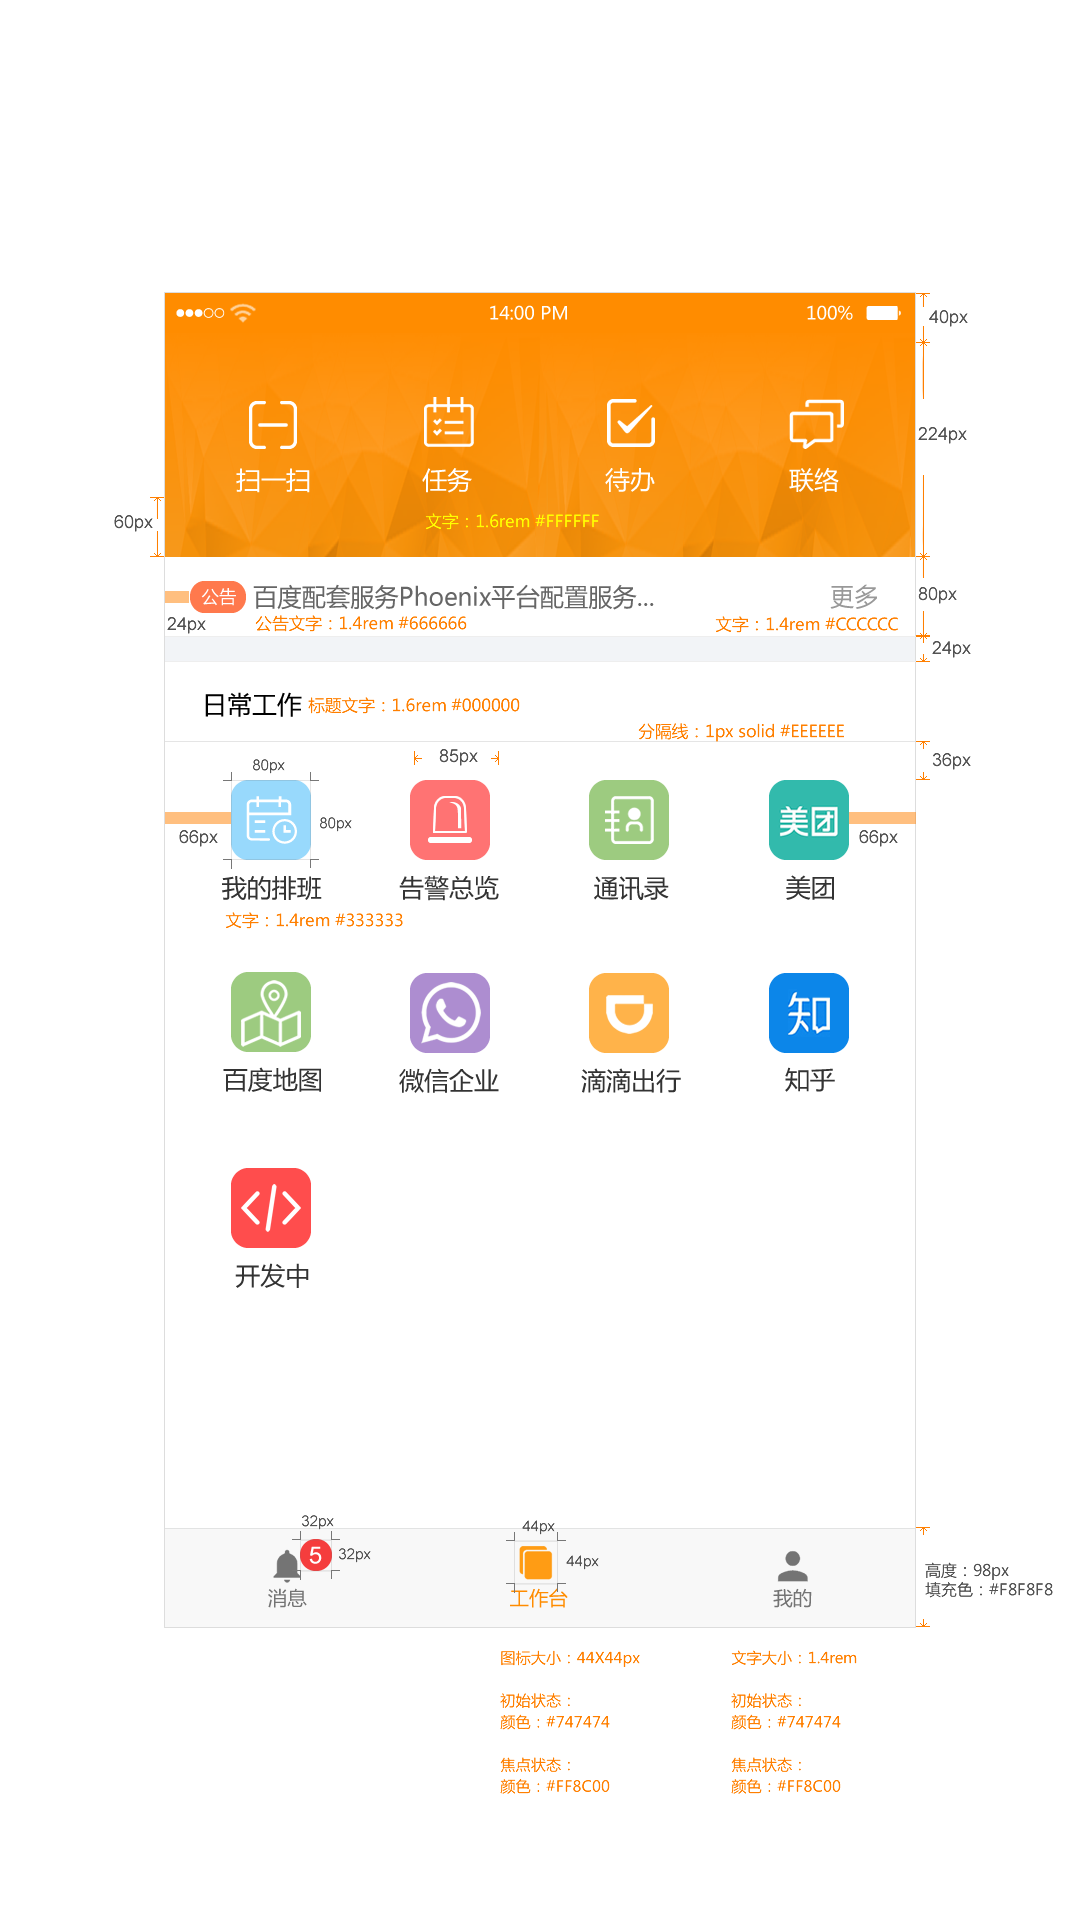 14:00 PM
100%
40px
扫一扫
任务
待办
联络
224px
60px
文字：1.6rem #FFFFFF
公告
百度配套服务Phoenix平台配置服务...
更多
80px
24px
公告文字：1.4rem #666666
文字：1.4rem #CCCCCC
24px
日常工作
标题文字：1.6rem #000000
分隔线：1px solid #EEEEEE
80px
85px
36px
80px
美团
66px
66px
我的排班
告警总览
通讯录
美团
文字：1.4rem #333333
知
百度地图
微信企业
滴滴出行
知乎
开发中
32px
44px
5
32px
44px
消息
工作台
我的
高度：98px
填充色：#F8F8F8
图标大小：44X44px
文字大小：1.4rem
初始状态：
初始状态：
颜色：#747474
颜色：#747474
焦点状态：
焦点状态：
颜色：#FF8C00
颜色：#FF8C00